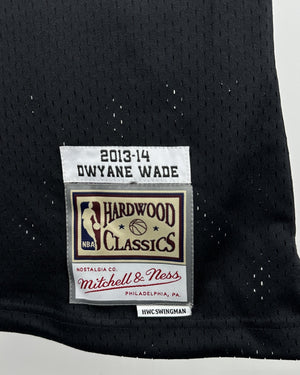 2013-14
DWYANE WADE
HARDWOOD
NBA
CLASSICS
NOSTALGIA CO.
Mitchell & Ness
PHILADELPHIA, PA.
HWC SWINGMAN